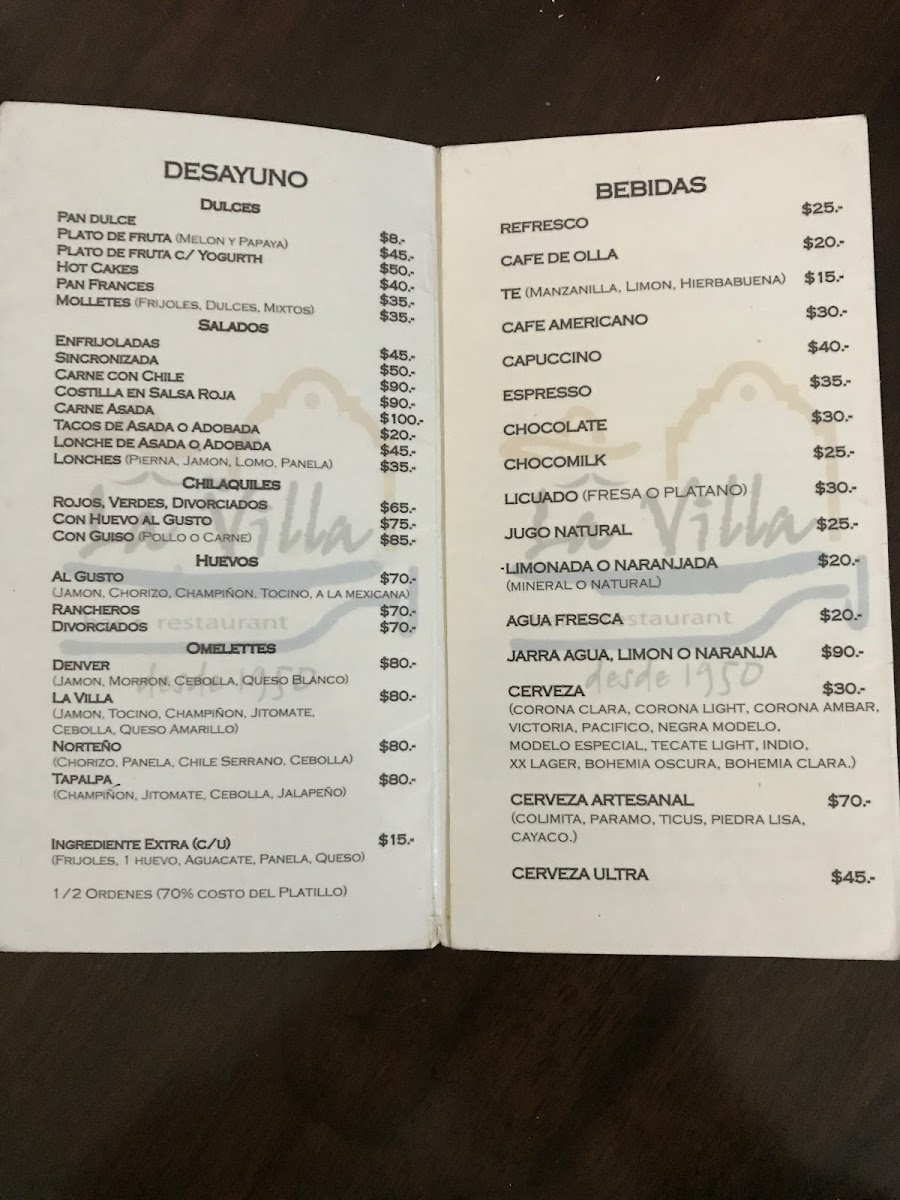 DESAYUNO
DULCES
PAN DULCE $8.-
PLATO DE FRUTA (MELON Y PAPAYA) $45.-
PLATO DE FRUTA C/ YOGURTH $50.-
HOT CAKES $40.-
PAN FRANCES $35.-
MOLLETES (FRIJOLES, DULCES, MIXTOS) $35.-
SALADOS
ENFRIJOLADAS $45.-
SINCRONIZADA $50.-
CARNE CON CHILE $90.-
COSTILLA EN SALSA ROJA $90.-
CARNE ASADA $100.-
TACOS DE ASADA O ADOBADA $20.-
LONCHE DE ASADA O ADOBADA $45.-
LONCHES (PIERNA, JAMON, LOMO, PANELA) $35.-
CHILAQUILES
ROJOS, VERDES, DIVORCIADOS $65.-
CON HUEVO AL GUSTO $75.-
CON GUISO (POLLO O CARNE) $85.-
HUEVOS
AL GUSTO $70.-
(JAMON, CHORIZO, CHAMPIÑON, TOCINO, A LA MEXICANA)
RANCHEROS $70.-
DIVORCIADOS $70.-
OMELETTES
DENVER $80.-
(JAMON, MORRON, CEBOLLA, QUESO BLANCO)
LA VILLA $80.-
(JAMON, TOCINO, CHAMPIÑON, JITOMATE,
CEBOLLA, QUESO AMARILLO)
NORTEÑO $80.-
(CHORIZO, PANELA, CHILE SERRANO, CEBOLLA)
TAPALPA $80.-
(CHAMPIÑON, JITOMATE, CEBOLLA, JALAPEÑO)
INGREDIENTE EXTRA (C/U) $15.-
(FRIJOLES, 1 HUEVO, AGUACATE, PANELA, QUESO)
1/2 ORDENES (70% COSTO DEL PLATILLO)
La Villa
bar & restaurant
desde 1950
BEBIDAS
REFRESCO $25.-
CAFE DE OLLA $20.-
TE (MANZANILLA, LIMON, HIERBABUENA) $15.-
CAFE AMERICANO $30.-
CAPUCCINO $40.-
ESPRESSO $35.-
CHOCOLATE $30.-
CHOCOMILK $25.-
LICUADO (FRESA O PLATANO) $30.-
JUGO NATURAL $25.-
-LIMONADA O NARANJADA $20.-
(MINERAL O NATURAL)
AGUA FRESCA $20.-
JARRA AGUA, LIMON O NARANJA $90.-
CERVEZA $30.-
(CORONA CLARA, CORONA LIGHT, CORONA AMBAR,
VICTORIA, PACIFICO, NEGRA MODELO,
MODELO ESPECIAL, TECATE LIGHT, INDIO,
XX LAGER, BOHEMIA OSCURA, BOHEMIA CLARA.)
CERVEZA ARTESANAL $70.-
(COLIMITA, PARAMO, TICUS, PIEDRA LISA,
CAYACO.)
CERVEZA ULTRA $45.-
La Villa
restaurant
desde 1950